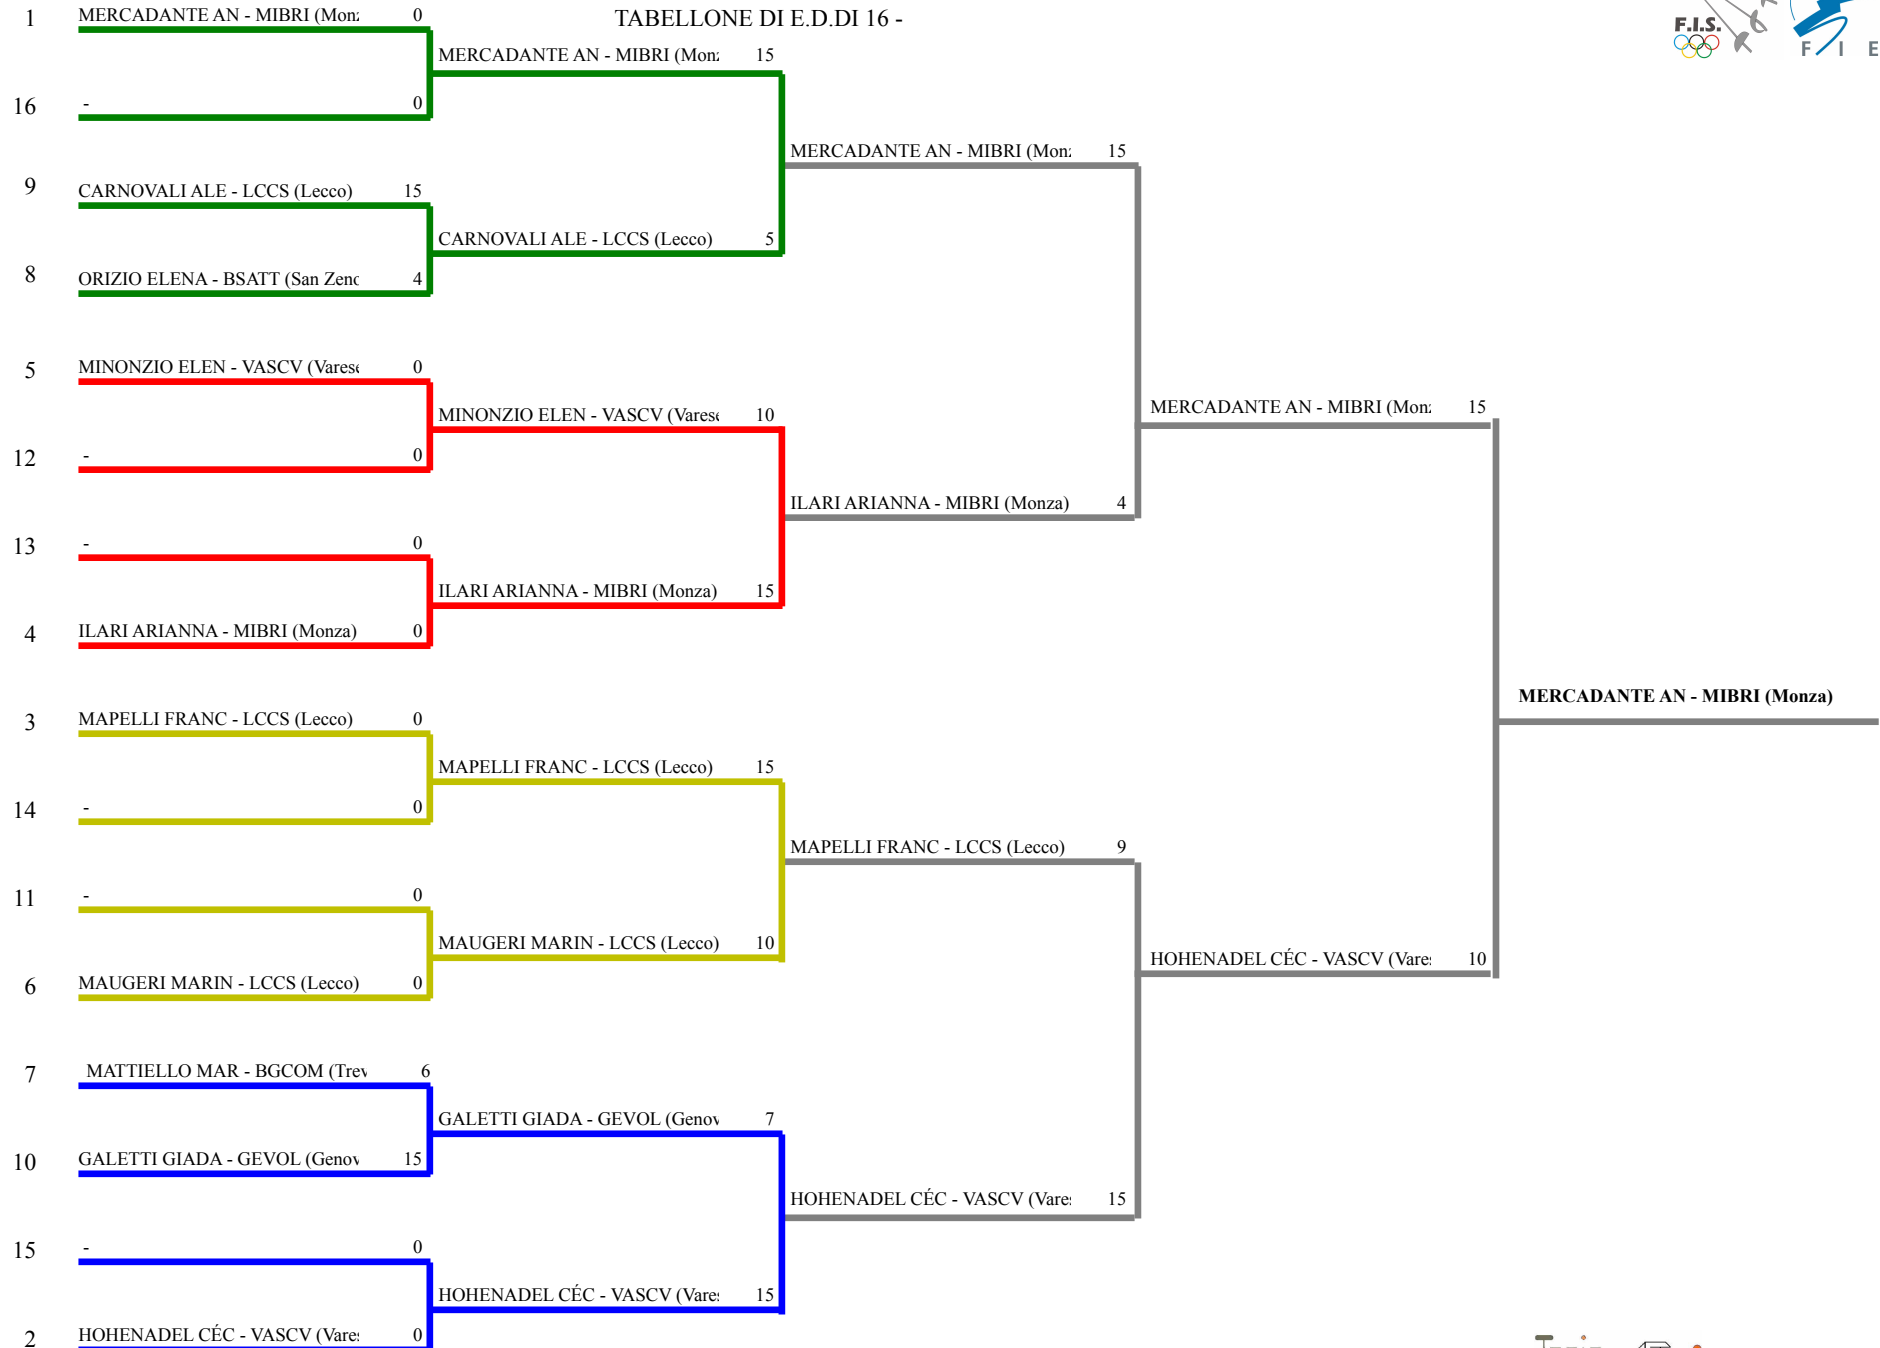 TABELLONE DI E.D.DI 16 -
F.I.S.
F I E
1 MERCADANTE AN - MIBRI (Mon 0
MERCADANTE AN - MIBRI (Mon 15
16 - 0
MERCADANTE AN - MIBRI (Mon 15
9 CARNOVALI ALE - LCCS (Lecco) 15
CARNOVALI ALE - LCCS (Lecco) 5
8 ORIZIO ELENA - BSATT (San Zeno 4
5 MINONZIO ELEN - VASCV (Varese 0
MINONZIO ELEN - VASCV (Varese 10
MERCADANTE AN - MIBRI (Mon 15
12 - 0
ILARI ARIANNA - MIBRI (Monza) 4
13 - 0
ILARI ARIANNA - MIBRI (Monza) 15
4 ILARI ARIANNA - MIBRI (Monza) 0
MERCADANTE AN - MIBRI (Monza)
3 MAPELLI FRANC - LCCS (Lecco) 0
MAPELLI FRANC - LCCS (Lecco) 15
14 - 0
MAPELLI FRANC - LCCS (Lecco) 9
11 - 0
MAUGERI MARIN - LCCS (Lecco) 10
HOHENADEL CÉC - VASCV (Vare 10
6 MAUGERI MARIN - LCCS (Lecco) 0
7 MATTIELLO MAR - BGCOM (Trev 6
GALETTI GIADA - GEVOL (Genov 7
10 GALETTI GIADA - GEVOL (Genov 15
HOHENADEL CÉC - VASCV (Vare 15
15 - 0
HOHENADEL CÉC - VASCV (Vare 15
2 HOHENADEL CÉC - VASCV (Vare 0